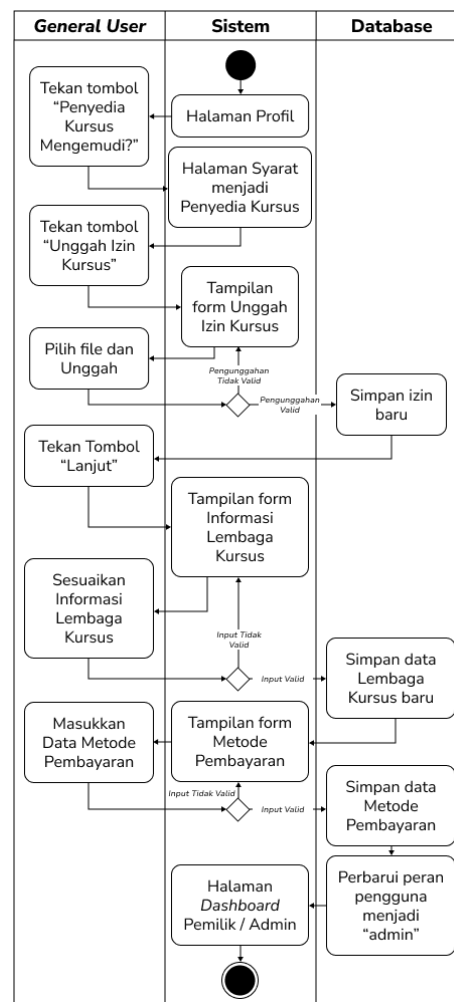 General User
Sistem
Database
Tekan tombol
“Penyedia
Kursus
Mengemudi?”
Halaman Profil
Halaman Syarat
menjadi
Penyedia Kursus
Tekan tombol
“Unggah Izin
Kursus”
Tampilan
form Unggah
Izin Kursus
Pilih file dan
Unggah
Pengunggahan
Tidak Valid
Pengunggahan
Valid
Simpan izin
baru
Tekan Tombol
“Lanjut”
Tampilan form
Informasi
Lembaga
Kursus
Sesuaikan
Informasi
Lembaga
Kursus
Input Tidak
Valid
Input Valid
Simpan data
Lembaga
Kursus baru
Masukkan
Data Metode
Pembayaran
Tampilan form
Metode
Pembayaran
Input Tidak Valid
Input Valid
Simpan data
Metode
Pembayaran
Halaman
Dashboard
Pemilik / Admin
Perbarui peran
pengguna
menjadi
“admin”